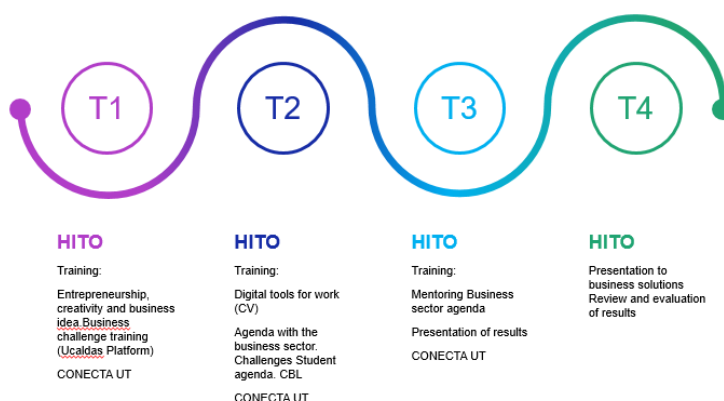 T1
T2
T3
T4
HITO
Training:
Entrepreneurship,
creativity and business
idea.Business
challenge training
(Ucaldas Platform)
CONECTA UT
HITO
Training:
Digital tools for work
(CV)
Agenda with the
business sector.
Challenges Student
agenda. CBL
CONECTA UT
HITO
Training:
Mentoring Business
sector agenda
Presentation of results
CONECTA UT
HITO
Presentation to
business solutions
Review and evaluation
of results